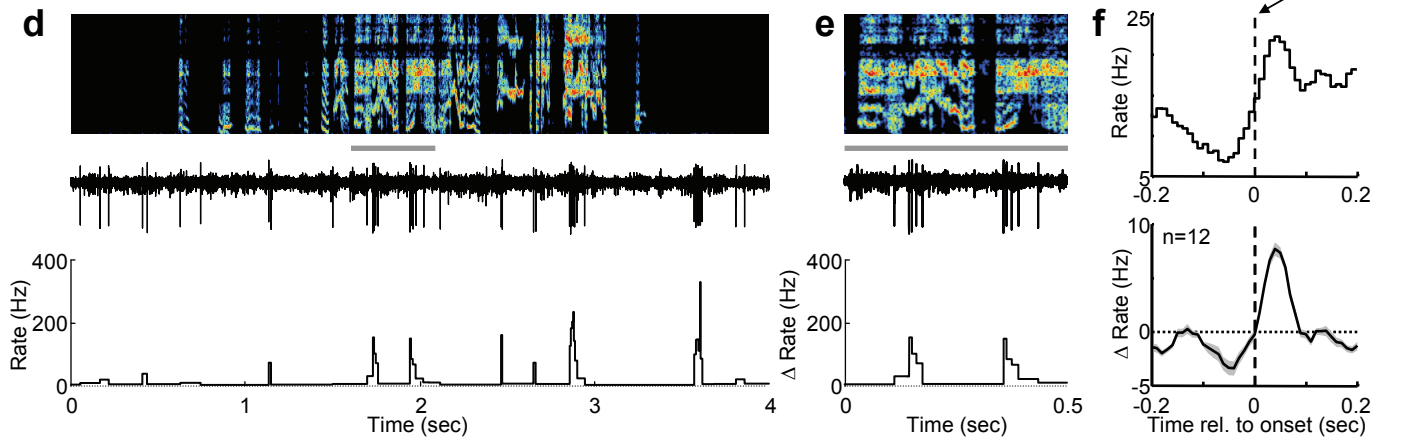 d
e
f
400
200
0
Rate (Hz)
0 1 2 3 4
Time (sec)
400
200
0
Δ Rate (Hz)
0 0.5
Time (sec)
25
5
Rate (Hz)
-0.2 0 0.2
n=12
10
0
-5
Δ Rate (Hz)
-0.2 0 0.2
Time rel. to onset (sec)